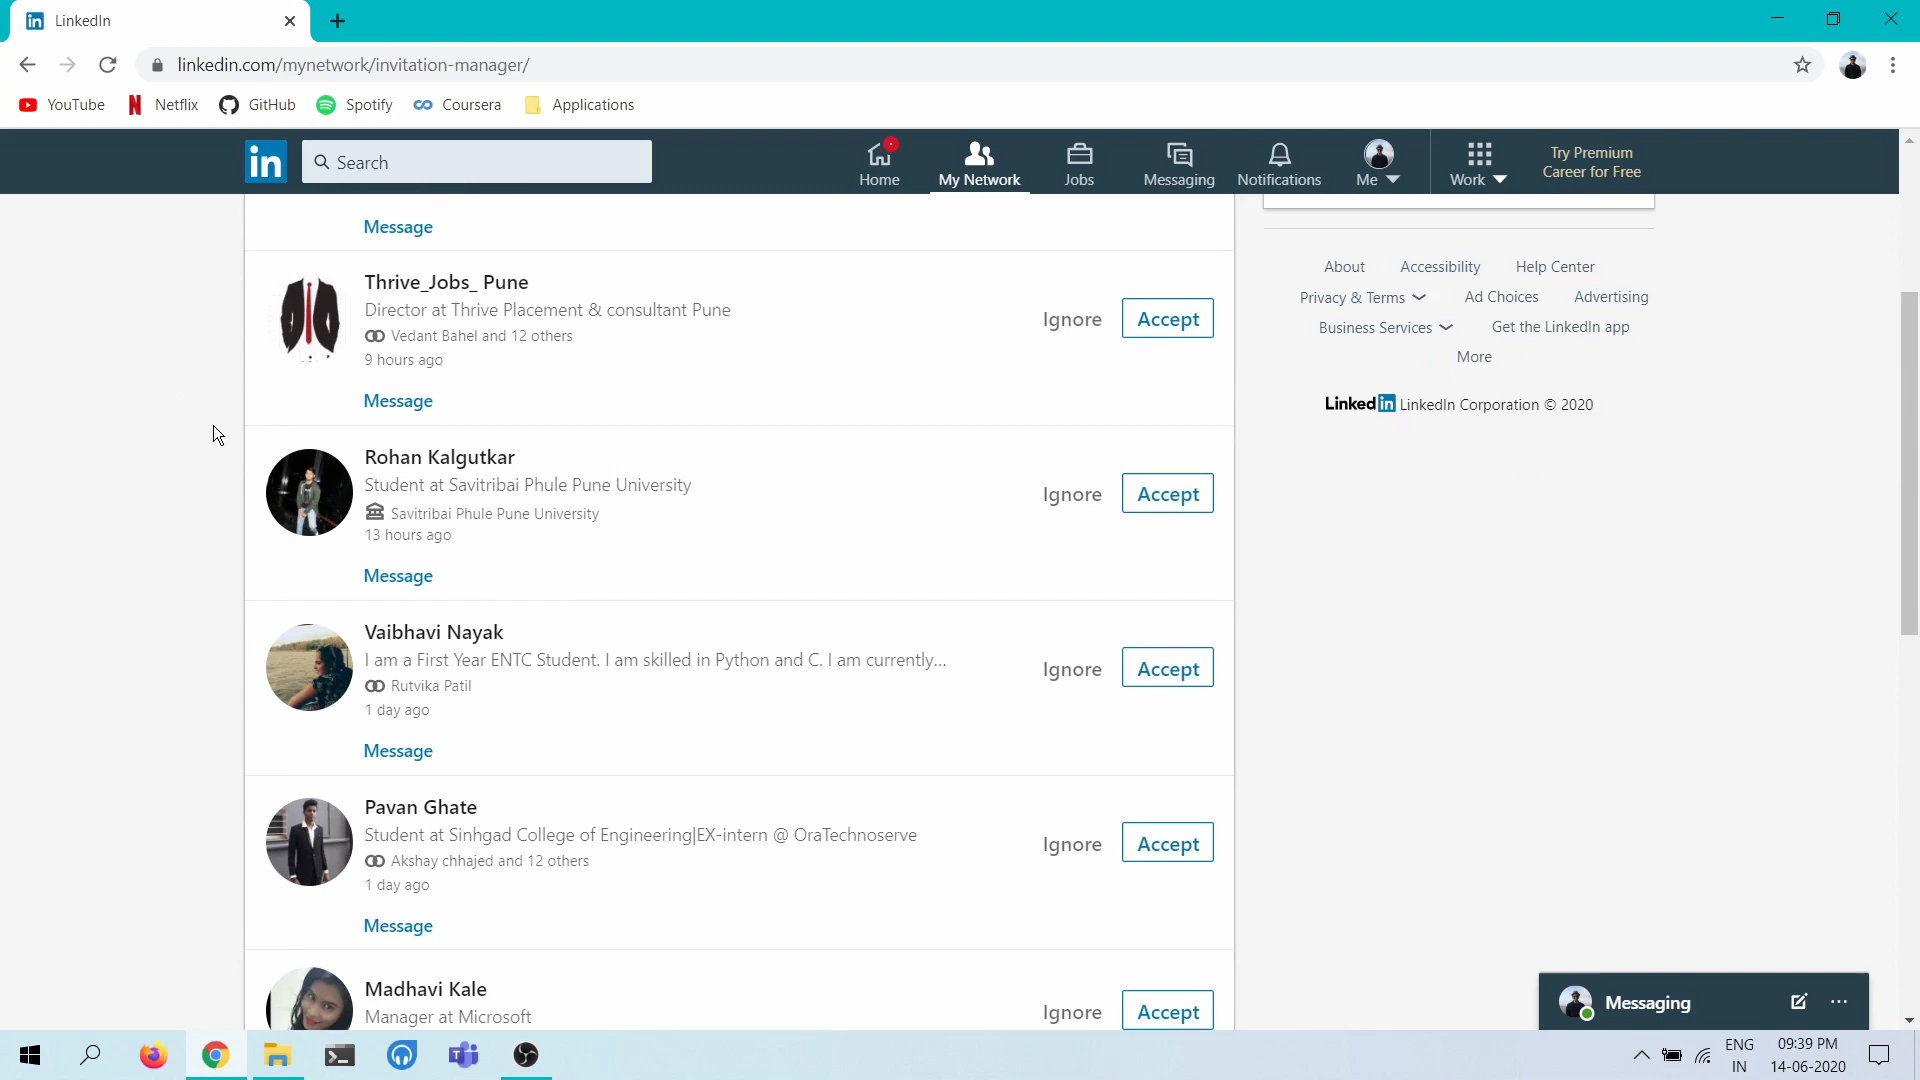 LinkedIn
linkedin.com/mynetwork/invitation-manager/
YouTube
Netflix
GitHub
Spotify
Coursera
Applications
in
Search
Home
My Network
Jobs
Messaging
Notifications
Me
Work
Try Premium
Career for Free
Message
Thrive_Jobs_ Pune
Director at Thrive Placement & consultant Pune
Vedant Bahel and 12 others
9 hours ago
Ignore
Accept
Message
Rohan Kalgutkar
Student at Savitribai Phule Pune University
Savitribai Phule Pune University
13 hours ago
Ignore
Accept
Message
Vaibhavi Nayak
I am a First Year ENTC Student. I am skilled in Python and C. I am currently...
Rutvika Patil
1 day ago
Ignore
Accept
Message
Pavan Ghate
Student at Sinhgad College of Engineering|EX-intern @ OraTechnoserve
Akshay chhajed and 12 others
1 day ago
Ignore
Accept
Message
Madhavi Kale
Manager at Microsoft
Ignore
Accept
About Accessibility Help Center
Privacy & Terms Ad Choices Advertising
Business Services Get the LinkedIn app
More
LinkedIn LinkedIn Corporation © 2020
Messaging
ENG
IN
09:39 PM
14-06-2020